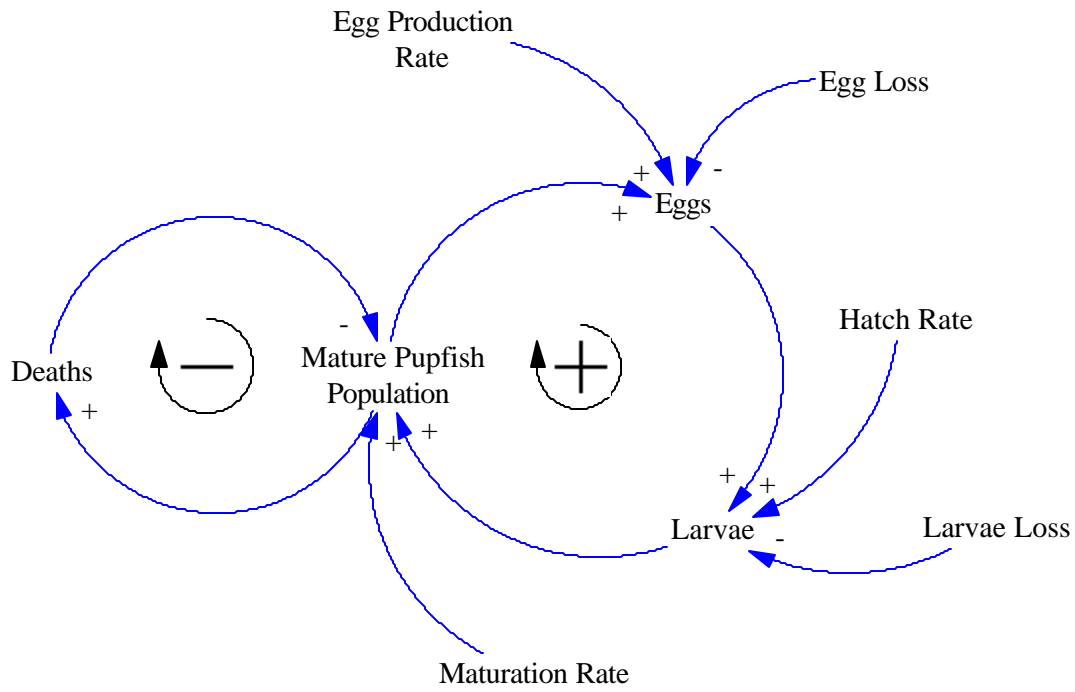 Egg Production
Rate
Egg Loss
+
-
Eggs
+
Hatch Rate
-
Mature Pupfish
Population
Deaths
+
+
+
+
+
Larvae
-
Larvae Loss
Maturation Rate